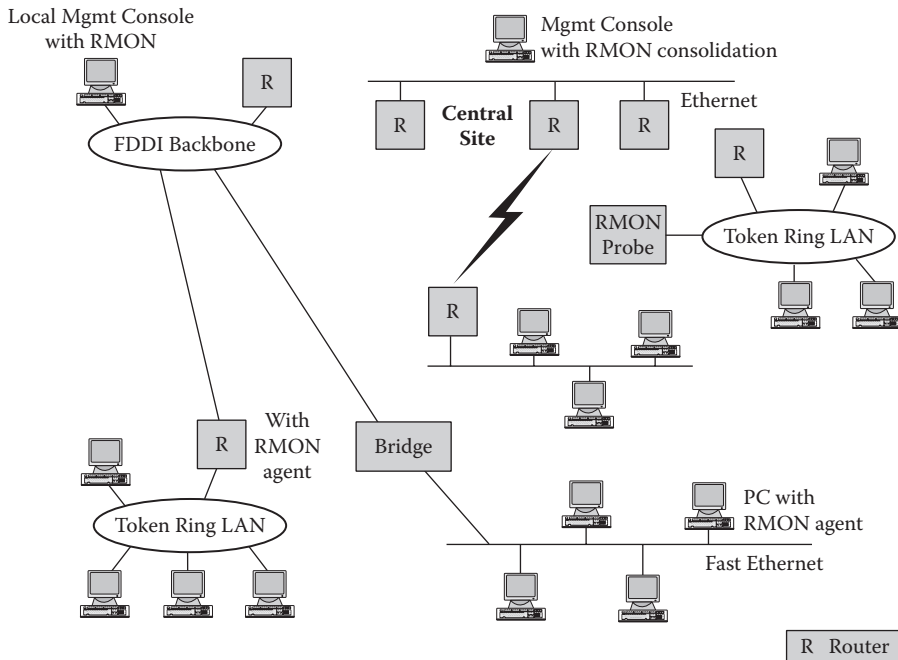 Local Mgmt Console
with RMON
R
FDDI Backbone
Mgmt Console
with RMON consolidation
Ethernet
R
Central
Site
R
R
R
RMON
Probe
Token Ring LAN
R
R
With
RMON
agent
Bridge
Token Ring LAN
PC with
RMON agent
Fast Ethernet
R Router